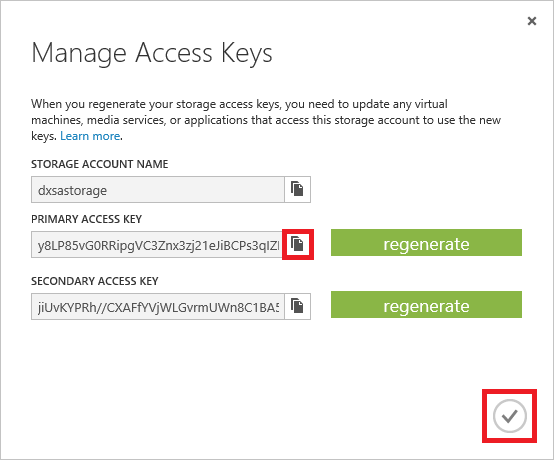 Manage Access Keys
When you regenerate your storage access keys, you need to update any virtual
machines, media services, or applications that access this storage account to use the new
keys. Learn more.
STORAGE ACCOUNT NAME
dxsastorage
PRIMARY ACCESS KEY
y8LP85vG0RRipgVC3Znx3zj21eJiBCPs3qIZ
regenerate
SECONDARY ACCESS KEY
jiUvKYPRh//CXAFfYVjWLGvrmUWn8C1BA5
regenerate